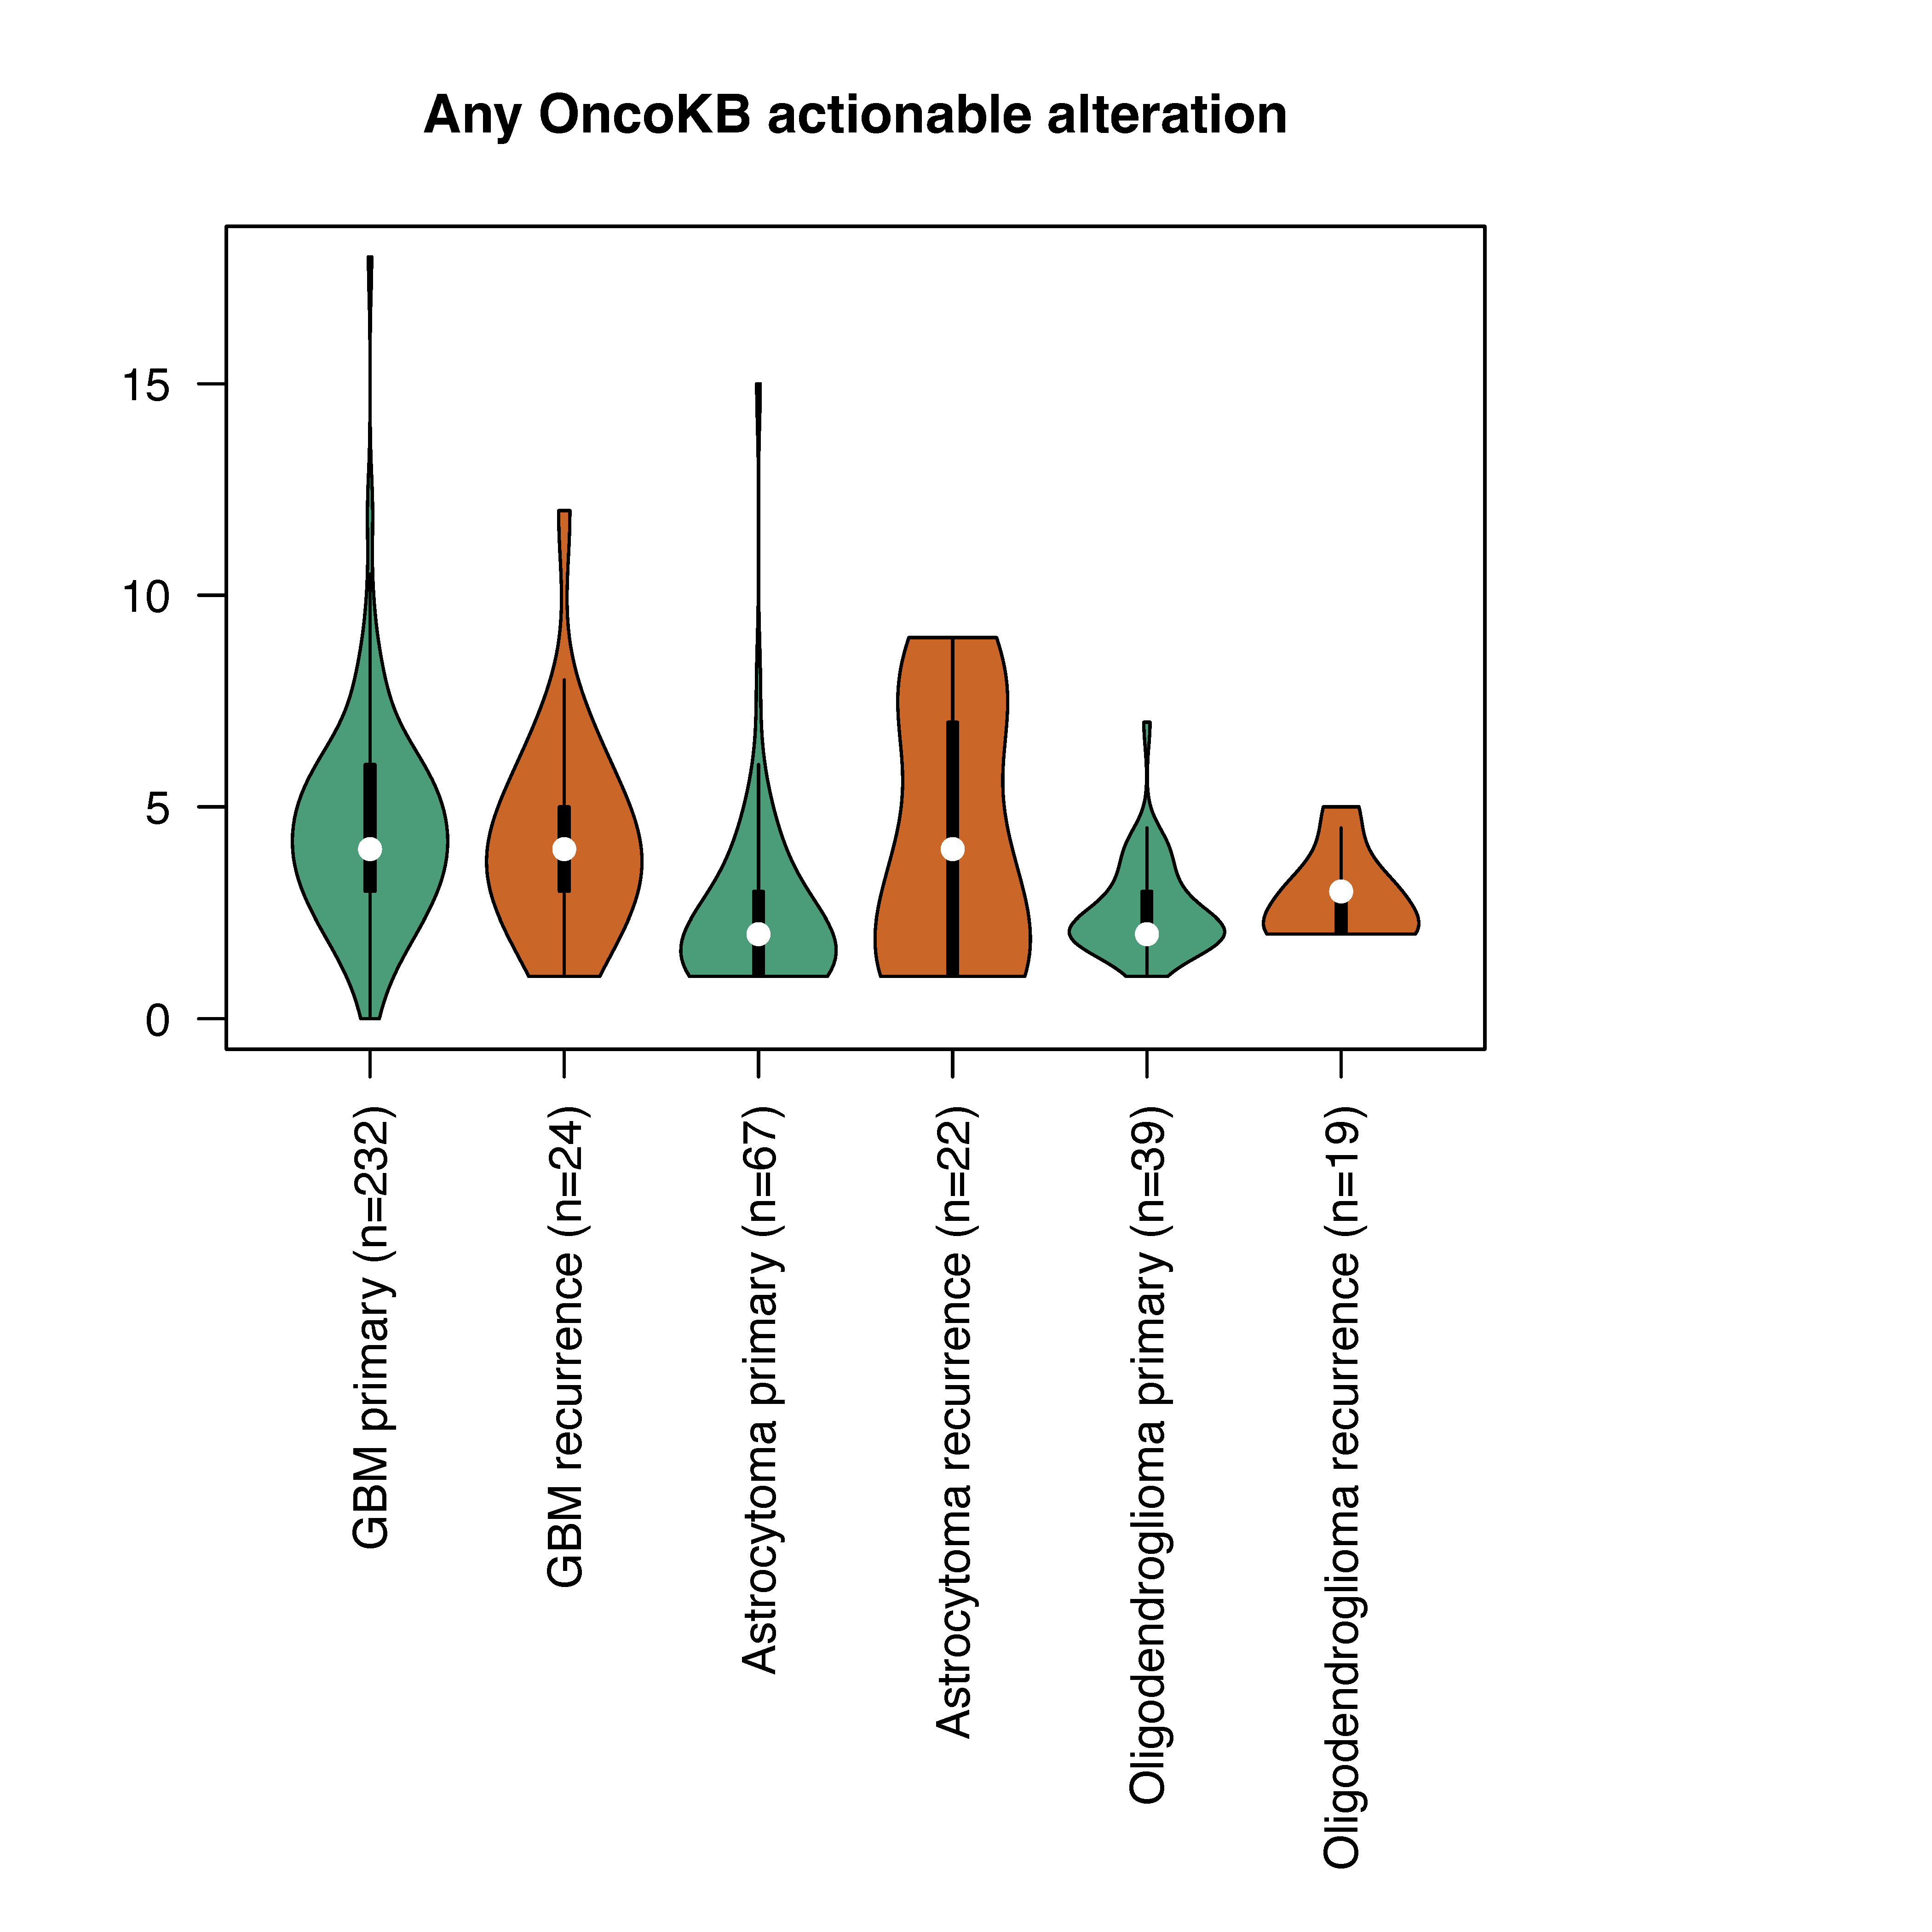 Any OncoKB actionable alteration
15
10
5
0
GBM primary (n=232)
GBM recurrence (n=24)
Astrocytoma primary (n=67)
Astrocytoma recurrence (n=22)
Oligodendroglioma primary (n=39)
Oligodendroglioma recurrence (n=19)